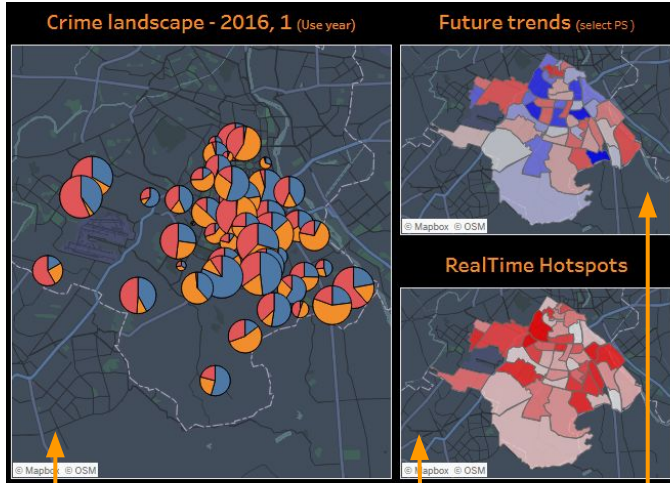 Crime landscape - 2016, 1 (Use year)
Future trends (select PS )
© Mapbox © OSM
RealTime Hotspots
© Mapbox © OSM
© Mapbox © OSM